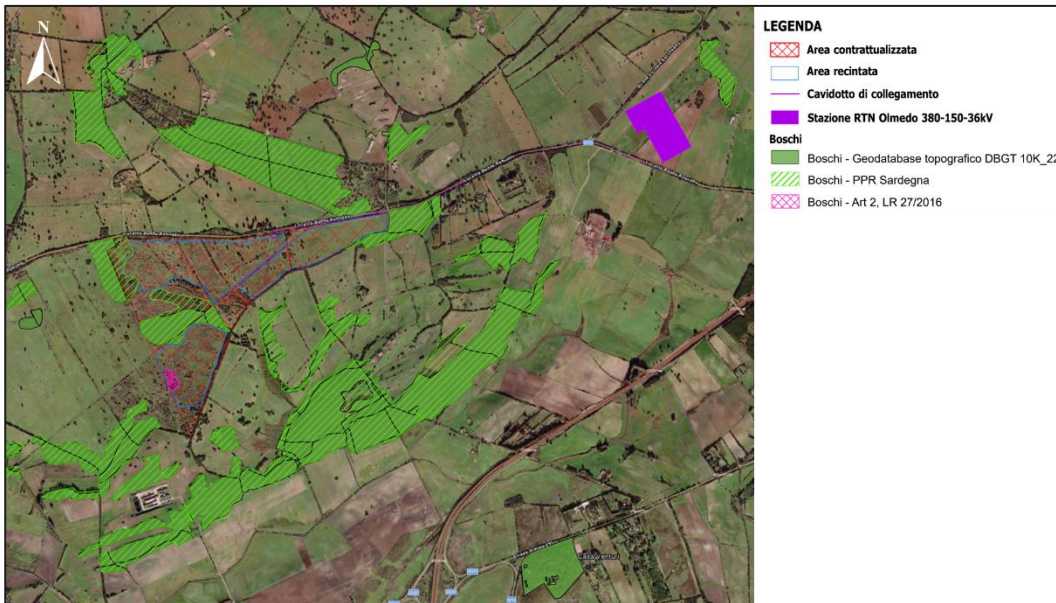 N
LEGENDA
Area contrattualizzata
Area recintata
Cavidotto di collegamento
Stazione RTN Olmedo 380-150-36kV
Boschi
Boschi - Geodatabase topografico DBGT 10K_22
Boschi - PPR Sardegna
Boschi - Art 2, LR 27/2016
Casa Venturi